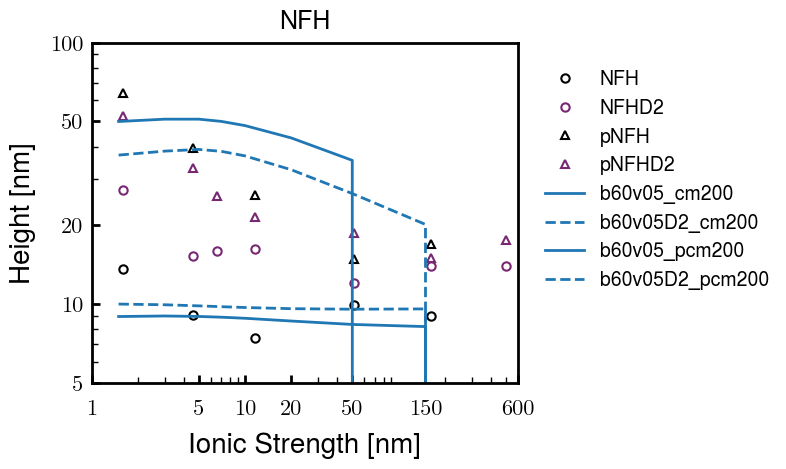 NFH
Height [nm]
100
50
20
10
5
1
5
10
20
50
150
600
Ionic Strength [nm]
NFH
NFHD2
pNFH
pNFHD2
b60v05_cm200
b60v05D2_cm200
b60v05_pcm200
b60v05D2_pcm200